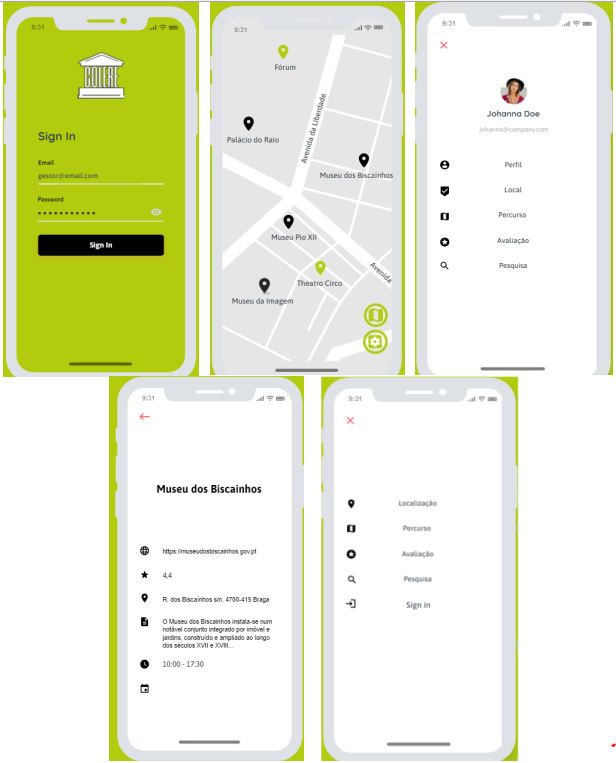 9:31
COLERE
Sign In
Email
gestor@email.com
Password
Sign In
9:31
Fórum
Avenida da Liberdade
Palácio do Raio
Museu dos Biscaínhos
Museu Pio XII
Avenida
Theatro Circo
Museu da Imagem
9:31
Johanna Doe
johanna@company.com
Perfil
Local
Percurso
Avaliação
Pesquisa
9:31
Museu dos Biscainhos
https://museudosbiscainhos.gov.pt
4,4
R. dos Biscaínhos s/n, 4700-415 Braga
O Museu dos Biscainhos instala-se num
notável conjunto integrado por imóvel e
jardins, construído e ampliado ao longo
dos séculos XVII e XVIII...
10:00 - 17:30
9:31
Localização
Percurso
Avaliação
Pesquisa
Sign in